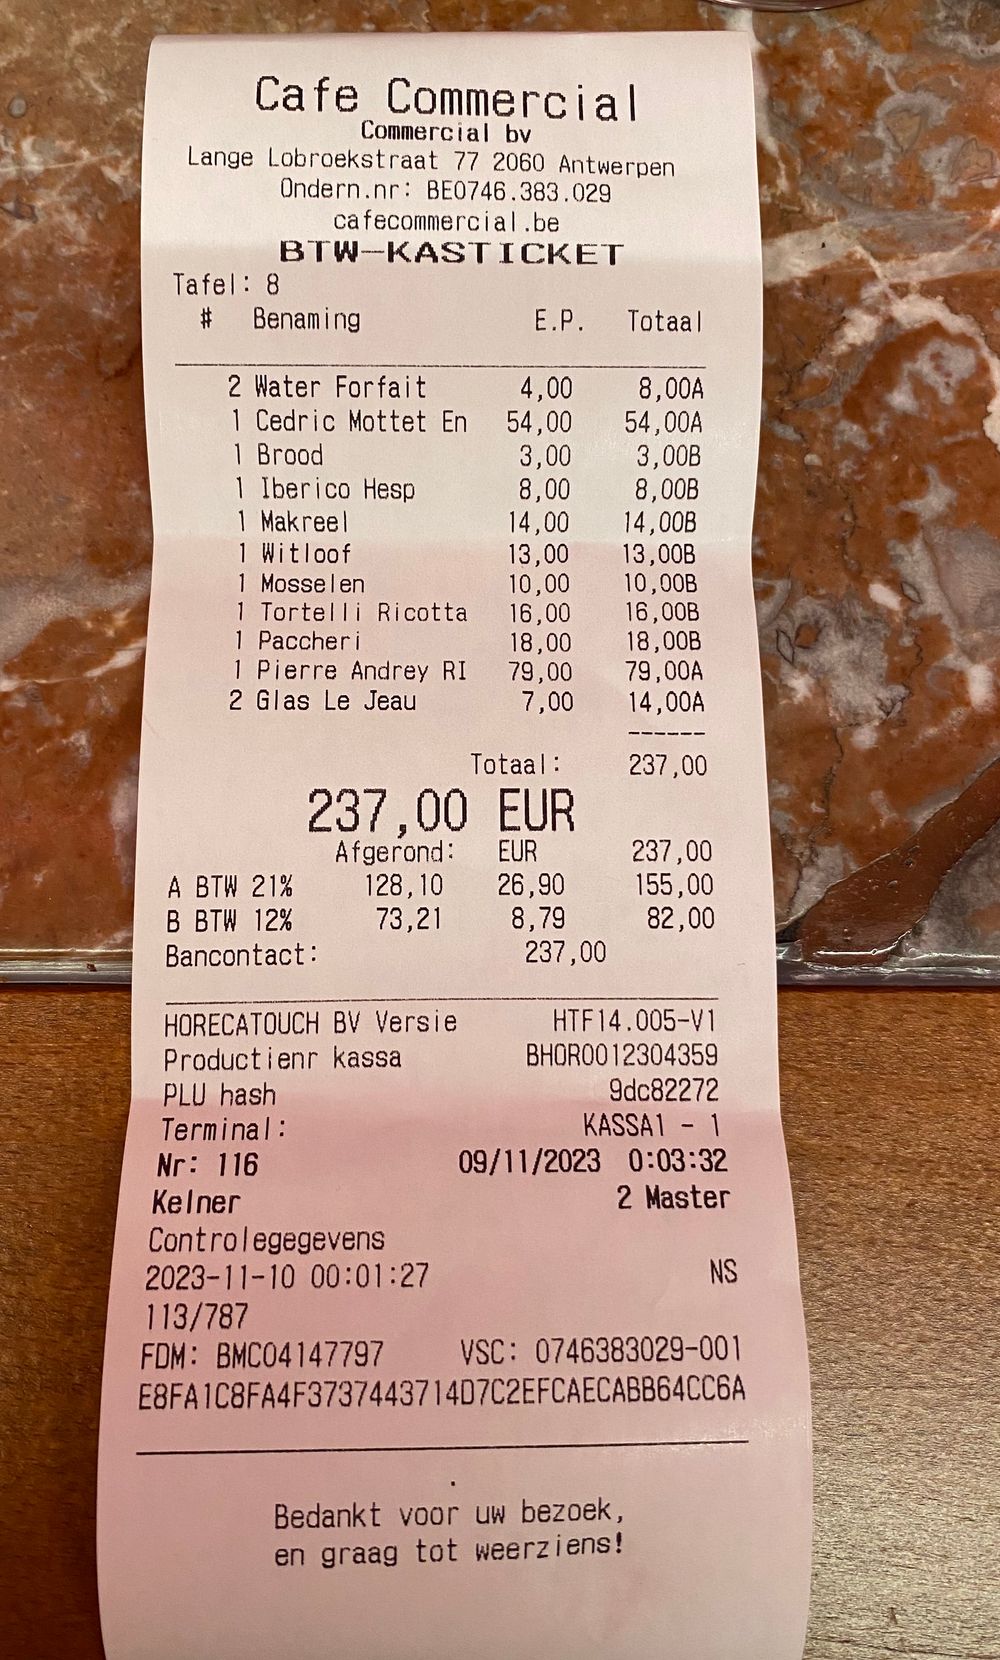 Cafe Commercial
Commercial bv
Lange Lobroekstraat 77 2060 Antwerpen
Ondern.nr: BE0746.383.029
cafecommercial.be
BTW-KASTICKET
Tafel: 8
# Benaming E.P. Totaal
2 Water Forfait 4,00 8,00A
1 Cedric Mottet En 54,00 54,00A
1 Brood 3,00 3,00B
1 Iberico Hesp 8,00 8,00B
1 Makreel 14,00 14,00B
1 Witloof 13,00 13,00B
1 Mosselen 10,00 10,00B
1 Tortelli Ricotta 16,00 16,00B
1 Paccheri 18,00 18,00B
1 Pierre Andrey RI 79,00 79,00A
2 Glas Le Jeau 7,00 14,00A
------
Totaal: 237,00
237,00 EUR
Afgerond: EUR 237,00
A BTW 21% 128,10 26,90 155,00
B BTW 12% 73,21 8,79 82,00
Bancontact: 237,00
HORECATOUCH BV Versie HTF14.005-V1
Productienr kassa BHOR0012304359
PLU hash 9dc82272
Terminal: KASSA1 - 1
Nr: 116 09/11/2023 0:03:32
Kelner 2 Master
Controlegegevens
2023-11-10 00:01:27 NS
113/787
FDM: BMC04147797 VSC: 0746383029-001
E8FA1C8FA4F3737443714D7C2EFCAECABB64CC6A
.
Bedankt voor uw bezoek,
en graag tot weerziens!